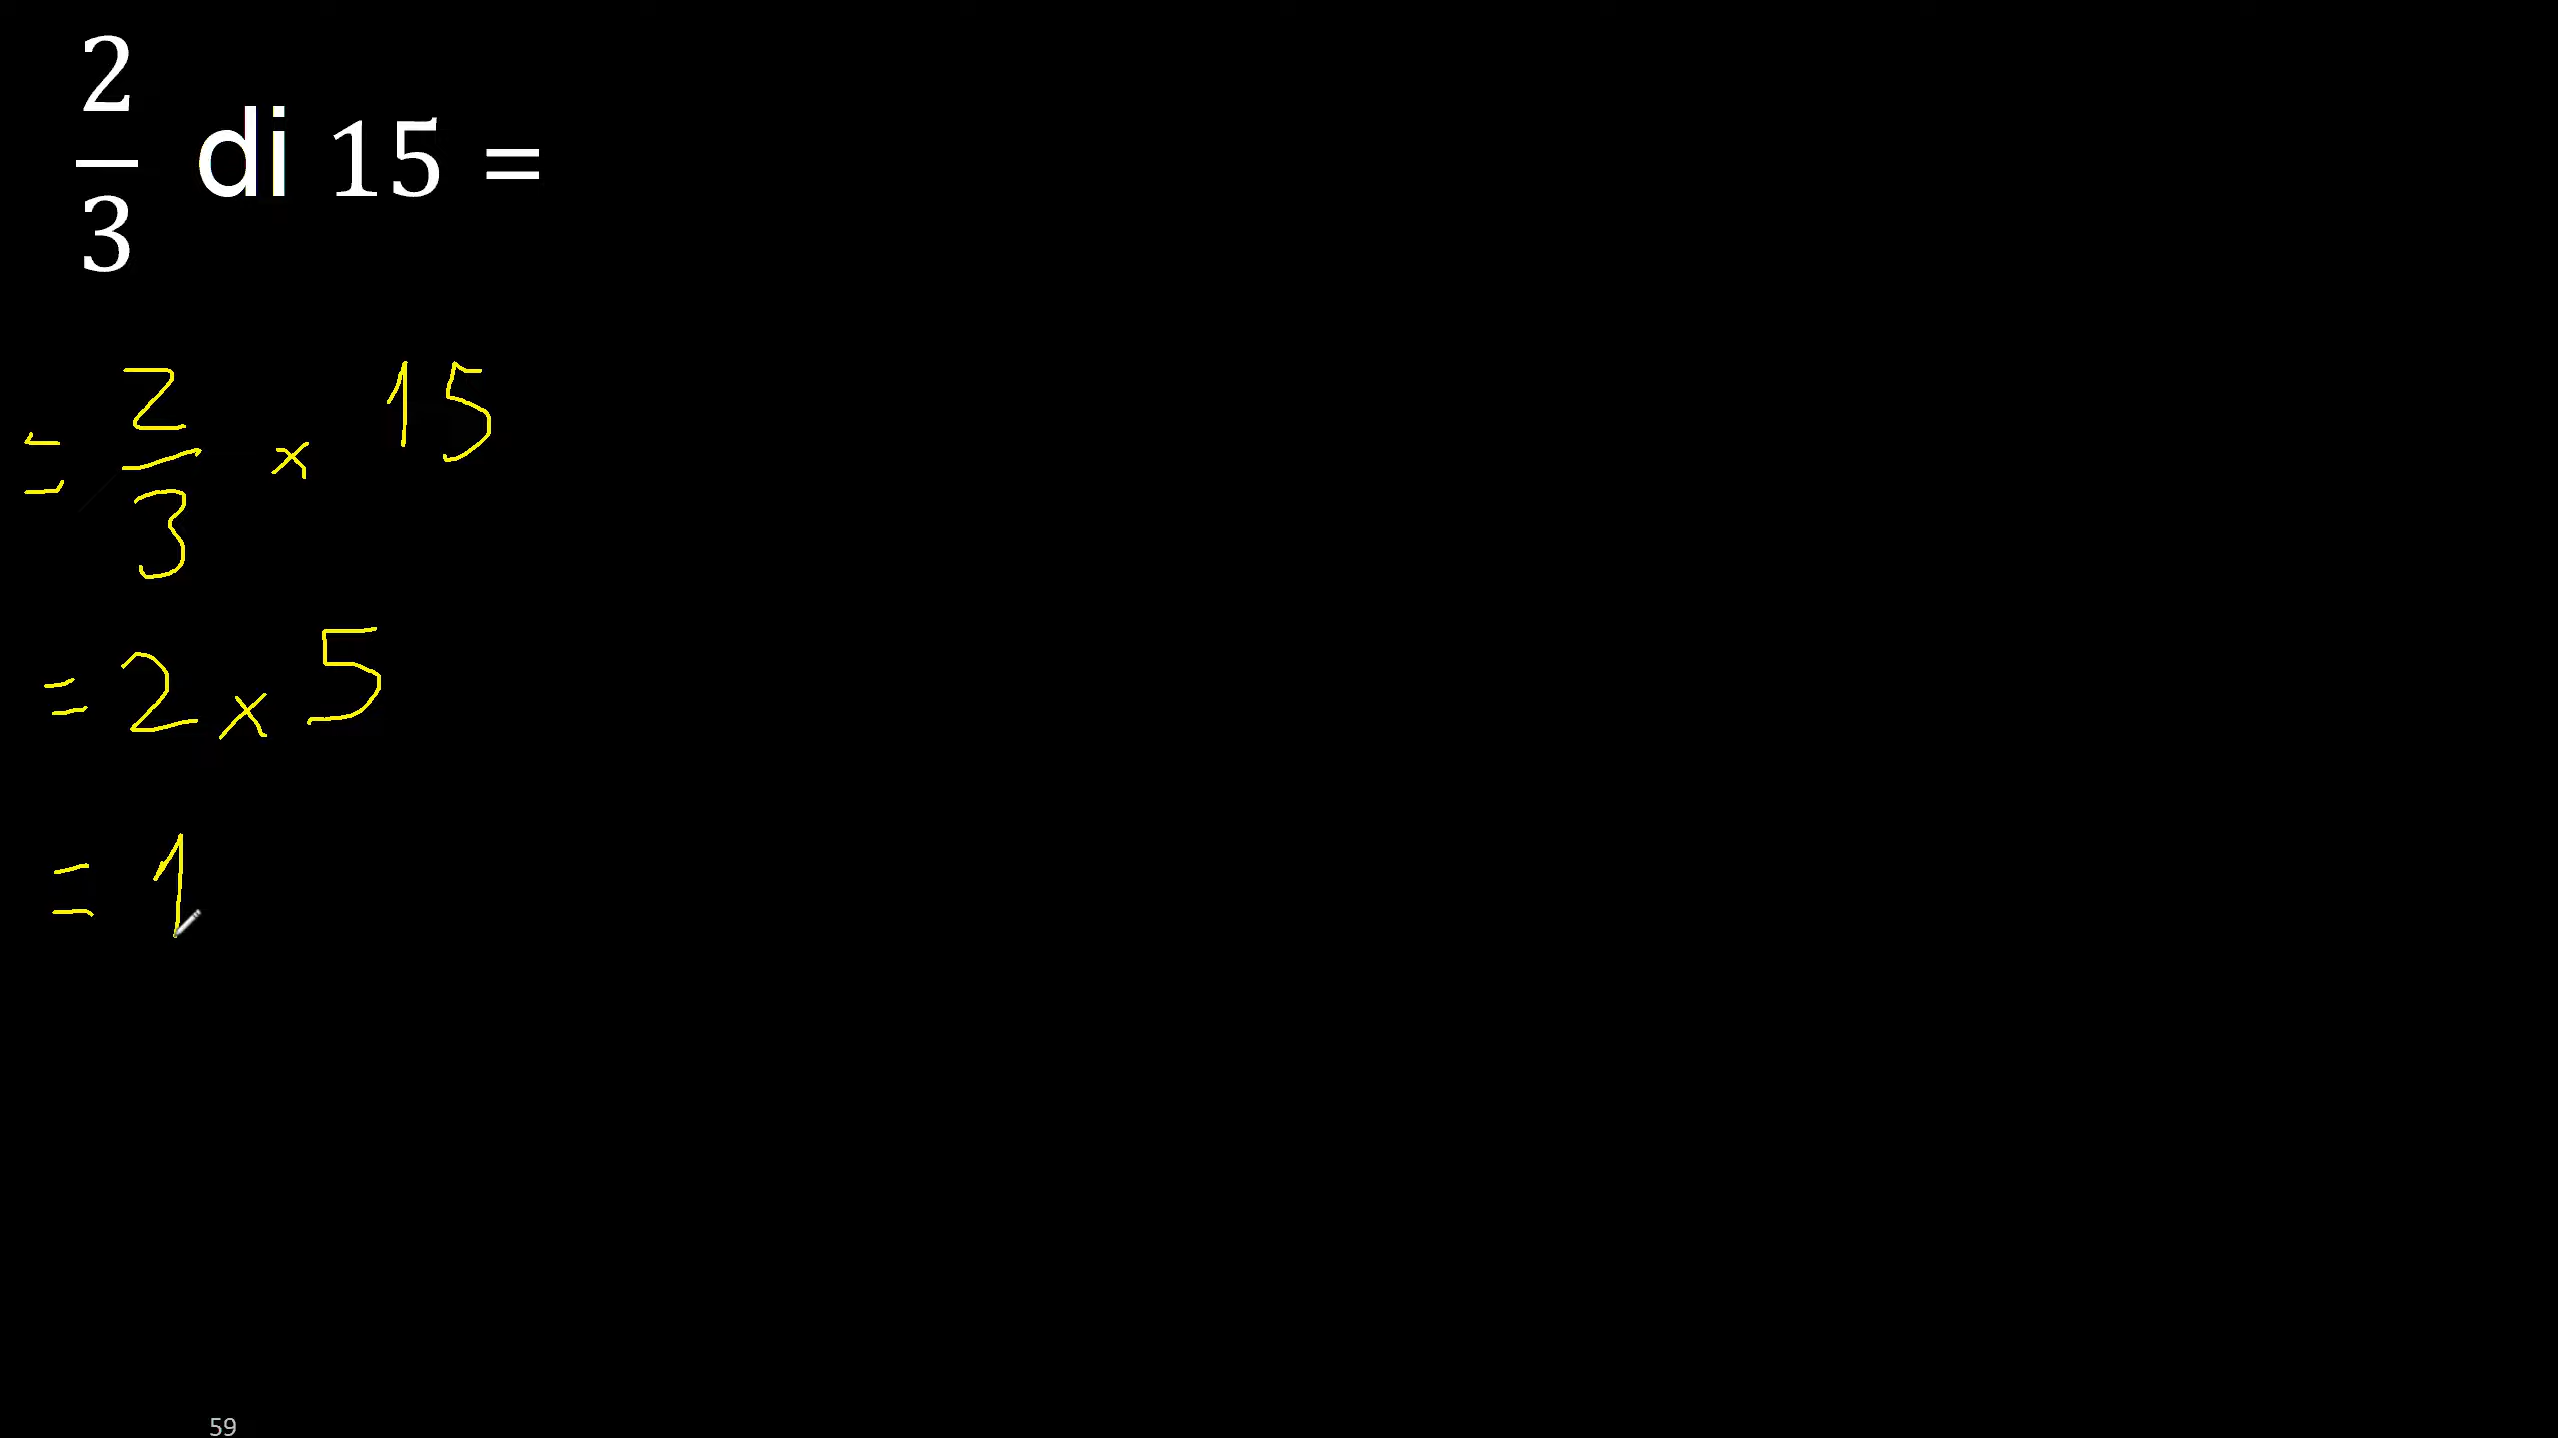 2/3 di 15 =
= 2/3 × 15
= 2 × 5
= 1
59